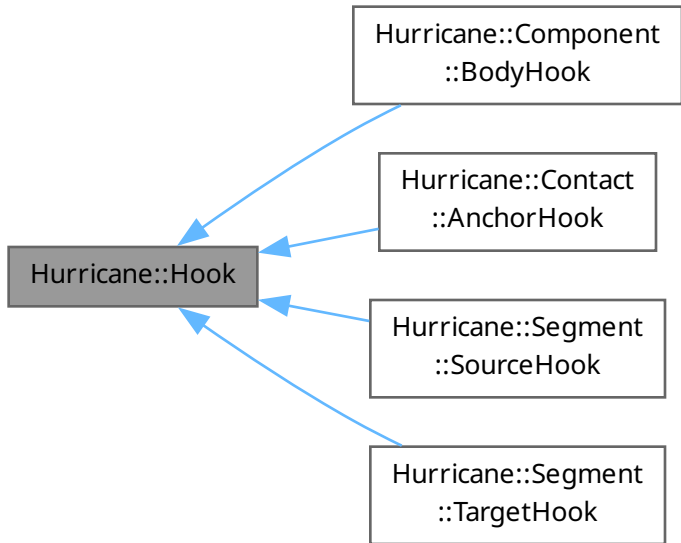 Hurricane::Component
::BodyHook
Hurricane::Contact
::AnchorHook
Hurricane::Hook
Hurricane::Segment
::SourceHook
Hurricane::Segment
::TargetHook